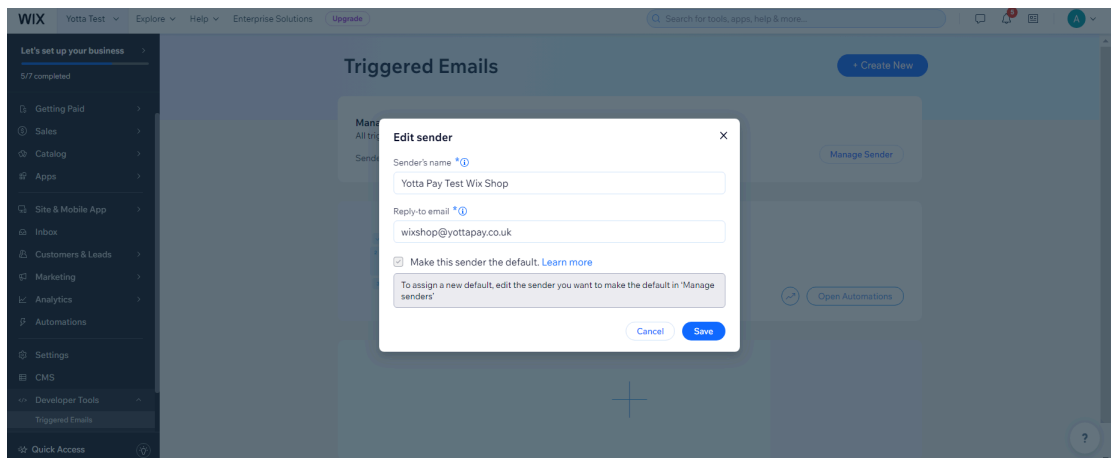 WIX Yotta Test Explore Help Enterprise Solutions Upgrade Search for tools, apps, help & more... A
Let's set up your business
5/7 completed
Getting Paid
Sales
Catalog
Apps
Site & Mobile App
Inbox
Customers & Leads
Marketing
Analytics
Automations
Settings
CMS
Developer Tools
Triggered Emails
Quick Access
Triggered Emails
+ Create New
Mana
All trig
Sende
Manage Sender
Open Automations
Edit sender
Sender's name *
Yotta Pay Test Wix Shop
Reply-to email *
wixshop@yottapay.co.uk
Make this sender the default. Learn more
To assign a new default, edit the sender you want to make the default in 'Manage
senders'
Cancel Save
?